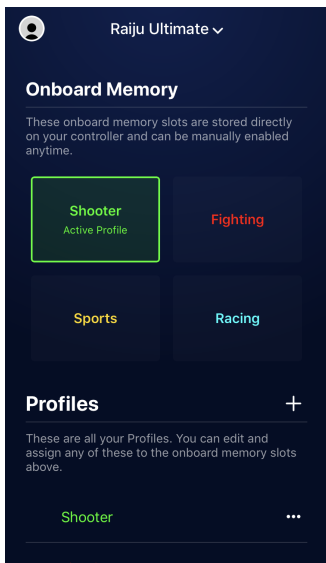 Raiju Ultimate
Onboard Memory
These onboard memory slots are stored directly
on your controller and can be manually enabled
anytime.
Shooter
Active Profile
Fighting
Sports
Racing
Profiles
These are all your Profiles. You can edit and
assign any of these to the onboard memory slots
above.
Shooter